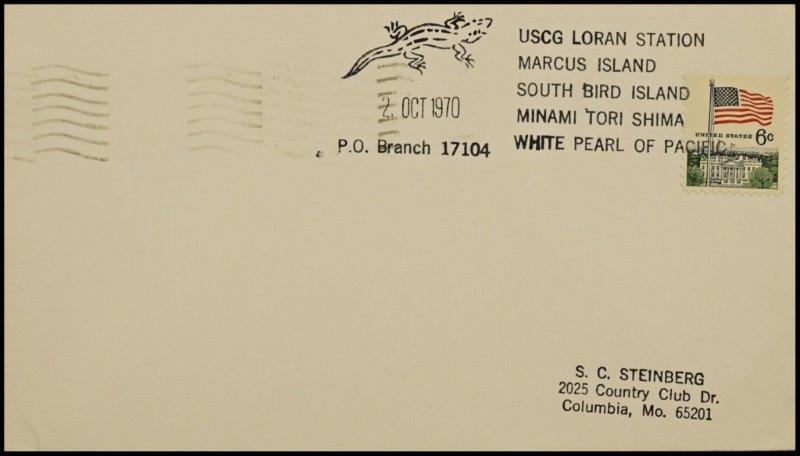 USCG LORAN STATION
MARCUS ISLAND
SOUTH BIRD ISLAND
MINAMI TORI SHIMA
WHITE PEARL OF PACIFIC
2 OCT 1970
P.O. Branch 17104
UNITED STATES 6c
S. C. STEINBERG
2025 Country Club Dr.
Columbia, Mo. 65201